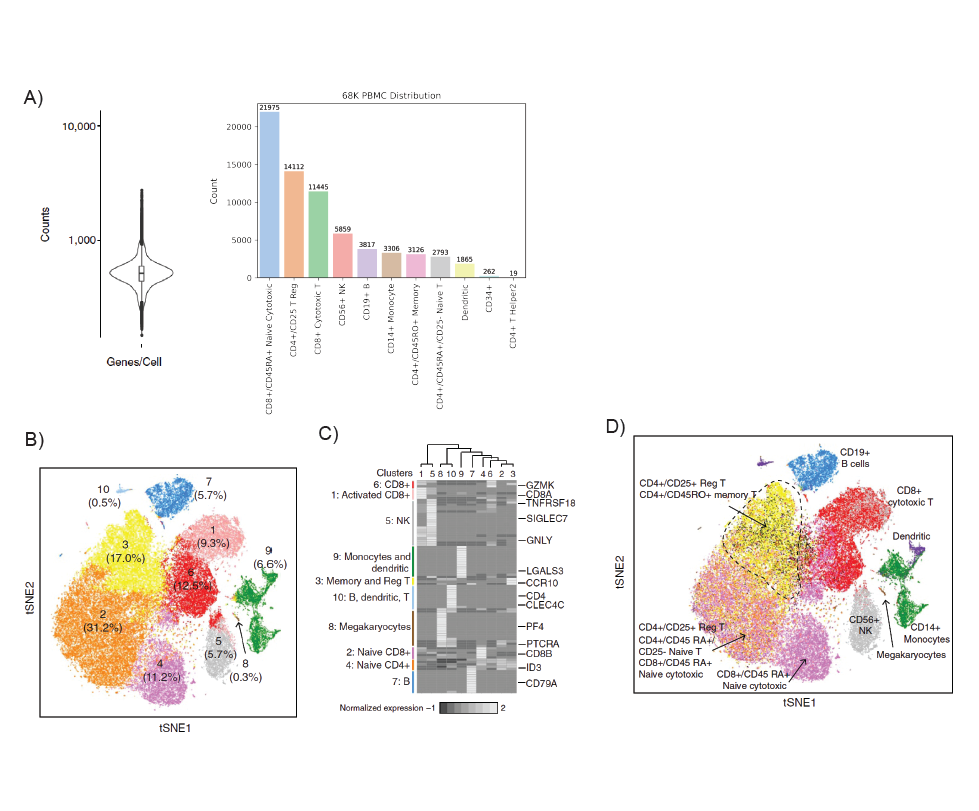 A)
10,000
1,000
Counts
Genes/Cell
68K PBMC Distribution
Count
20000
15000
10000
5000
0
21975
14112
11445
5859
3817
3306
3126
2793
1865
262
19
CD8+/CD45RA+ Naive Cytotoxic
CD4+/CD25 T Reg
CD8+ Cytotoxic T
CD56+ NK
CD19+ B
CD14+ Monocyte
CD4+/CD45RO+ Memory
CD4+/CD45RA+/CD25- Naive T
Dendritic
CD34+
CD4+ T Helper2
B)
10
(0.5%)
7
(5.7%)
1
(9.3%)
3
(17.0%)
9
(6.6%)
6
(12.5%)
2
(31.2%)
5
(5.7%)
4
(11.2%)
8
(0.3%)
tSNE2
tSNE1
C)
Clusters 1 5 8 10 9 7 4 6 2 3
6: CD8+
1: Activated CD8+
5: NK
9: Monocytes and
dendritic
3: Memory and Reg T
10: B, dendritic, T
8: Megakaryocytes
2: Naive CD8+
4: Naive CD4+
7: B
GZMK
CD8A
TNFRSF18
SIGLEC7
GNLY
LGALS3
CCR10
CD4
CLEC4C
PF4
PTCRA
CD8B
ID3
CD79A
Normalized expression −1 2
D)
CD19+
B cells
CD4+/CD25+ Reg T
CD4+/CD45RO+ memory T
CD8+
cytotoxic T
Dendritic
CD4+/CD25+ Reg T
CD4+/CD45 RA+/
CD25- Naive T
CD8+/CD45 RA+
Naive cytotoxic
CD8+/CD45 RA+
Naive cytotoxic
CD56+
NK
CD14+
Monocytes
Megakaryocytes
tSNE2
tSNE1